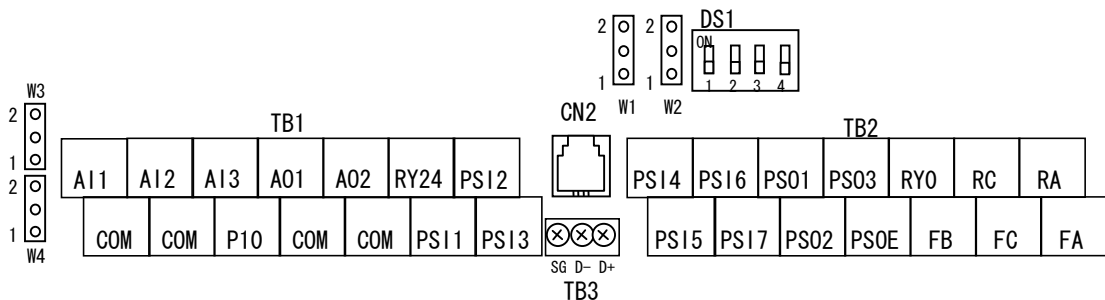 DS1
2
2
ON
1
1
1 2 3 4
W1
W2
CN2
W3
2
1
2
1
W4
TB1
AI1 AI2 AI3 AO1 AO2 RY24 PSI2
COM COM P10 COM COM PSI1 PSI3
SG D- D+
TB3
TB2
PSI4 PSI6 PSO1 PSO3 RYO RC RA
PSI5 PSI7 PSO2 PSOE FB FC FA